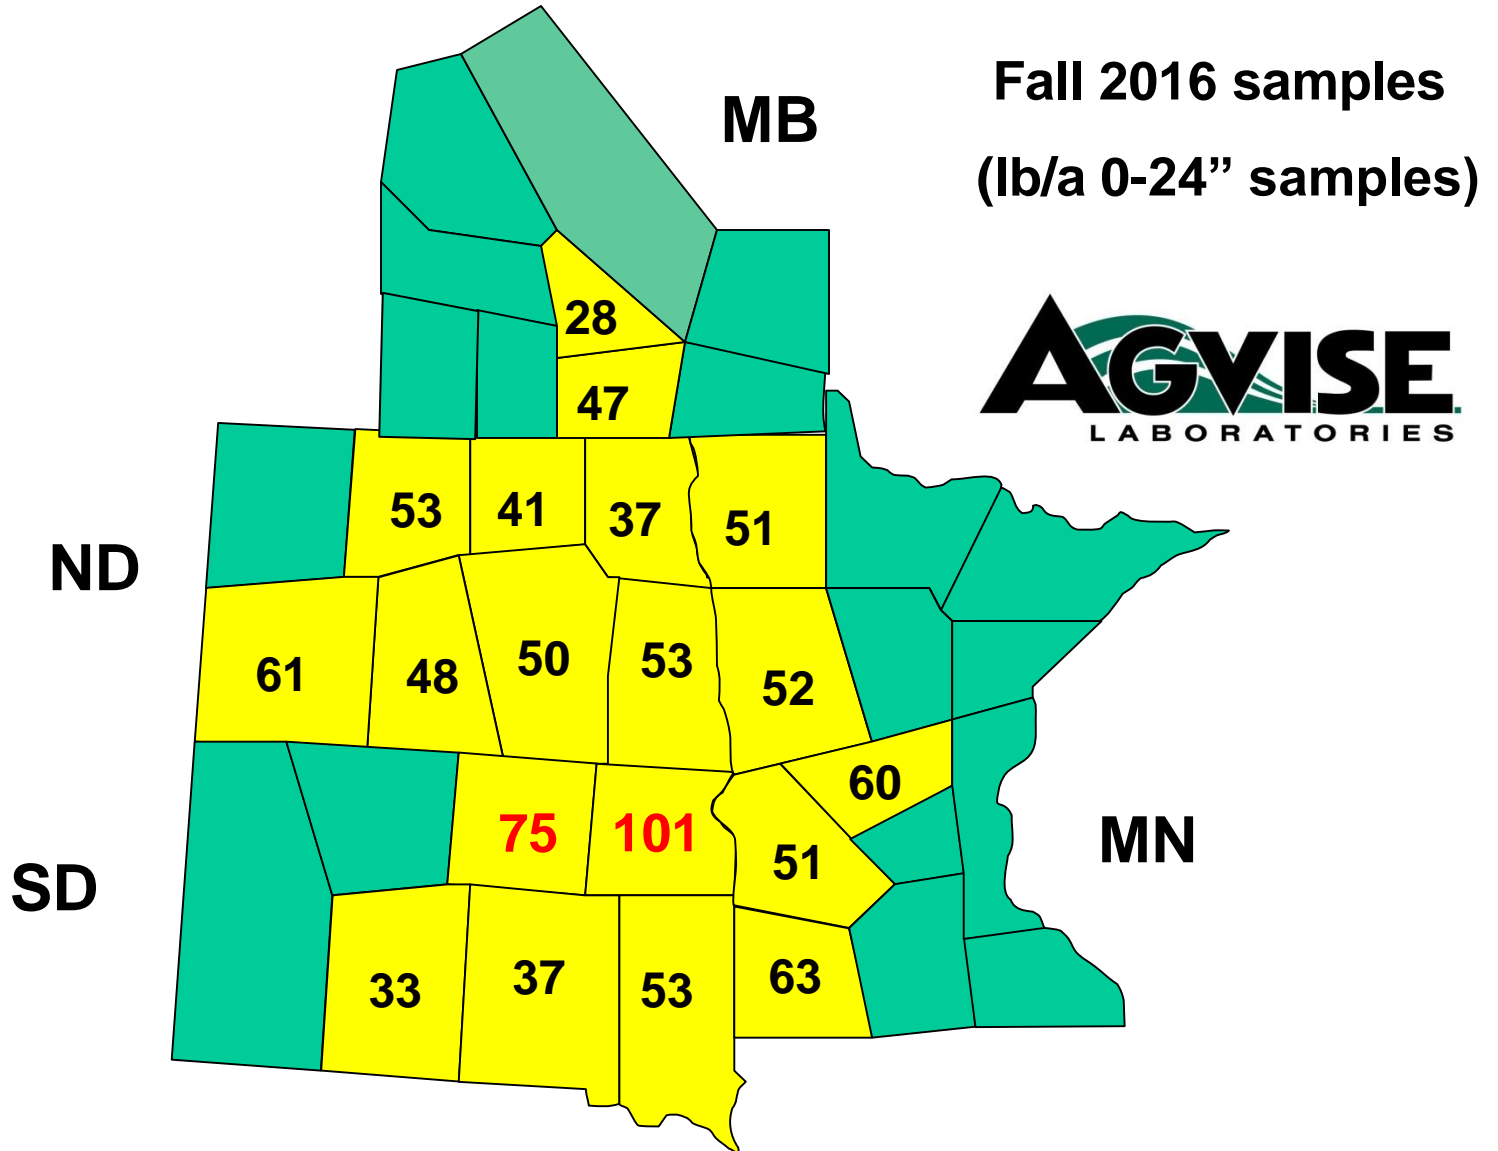 Fall 2016 samples
MB
(lb/a 0-24” samples)
28
AGVISE
47
LABORATORIES
53 41 37 51
ND
61 48 50 53 52
60
75 101
MN
51
SD
33 37 53 63